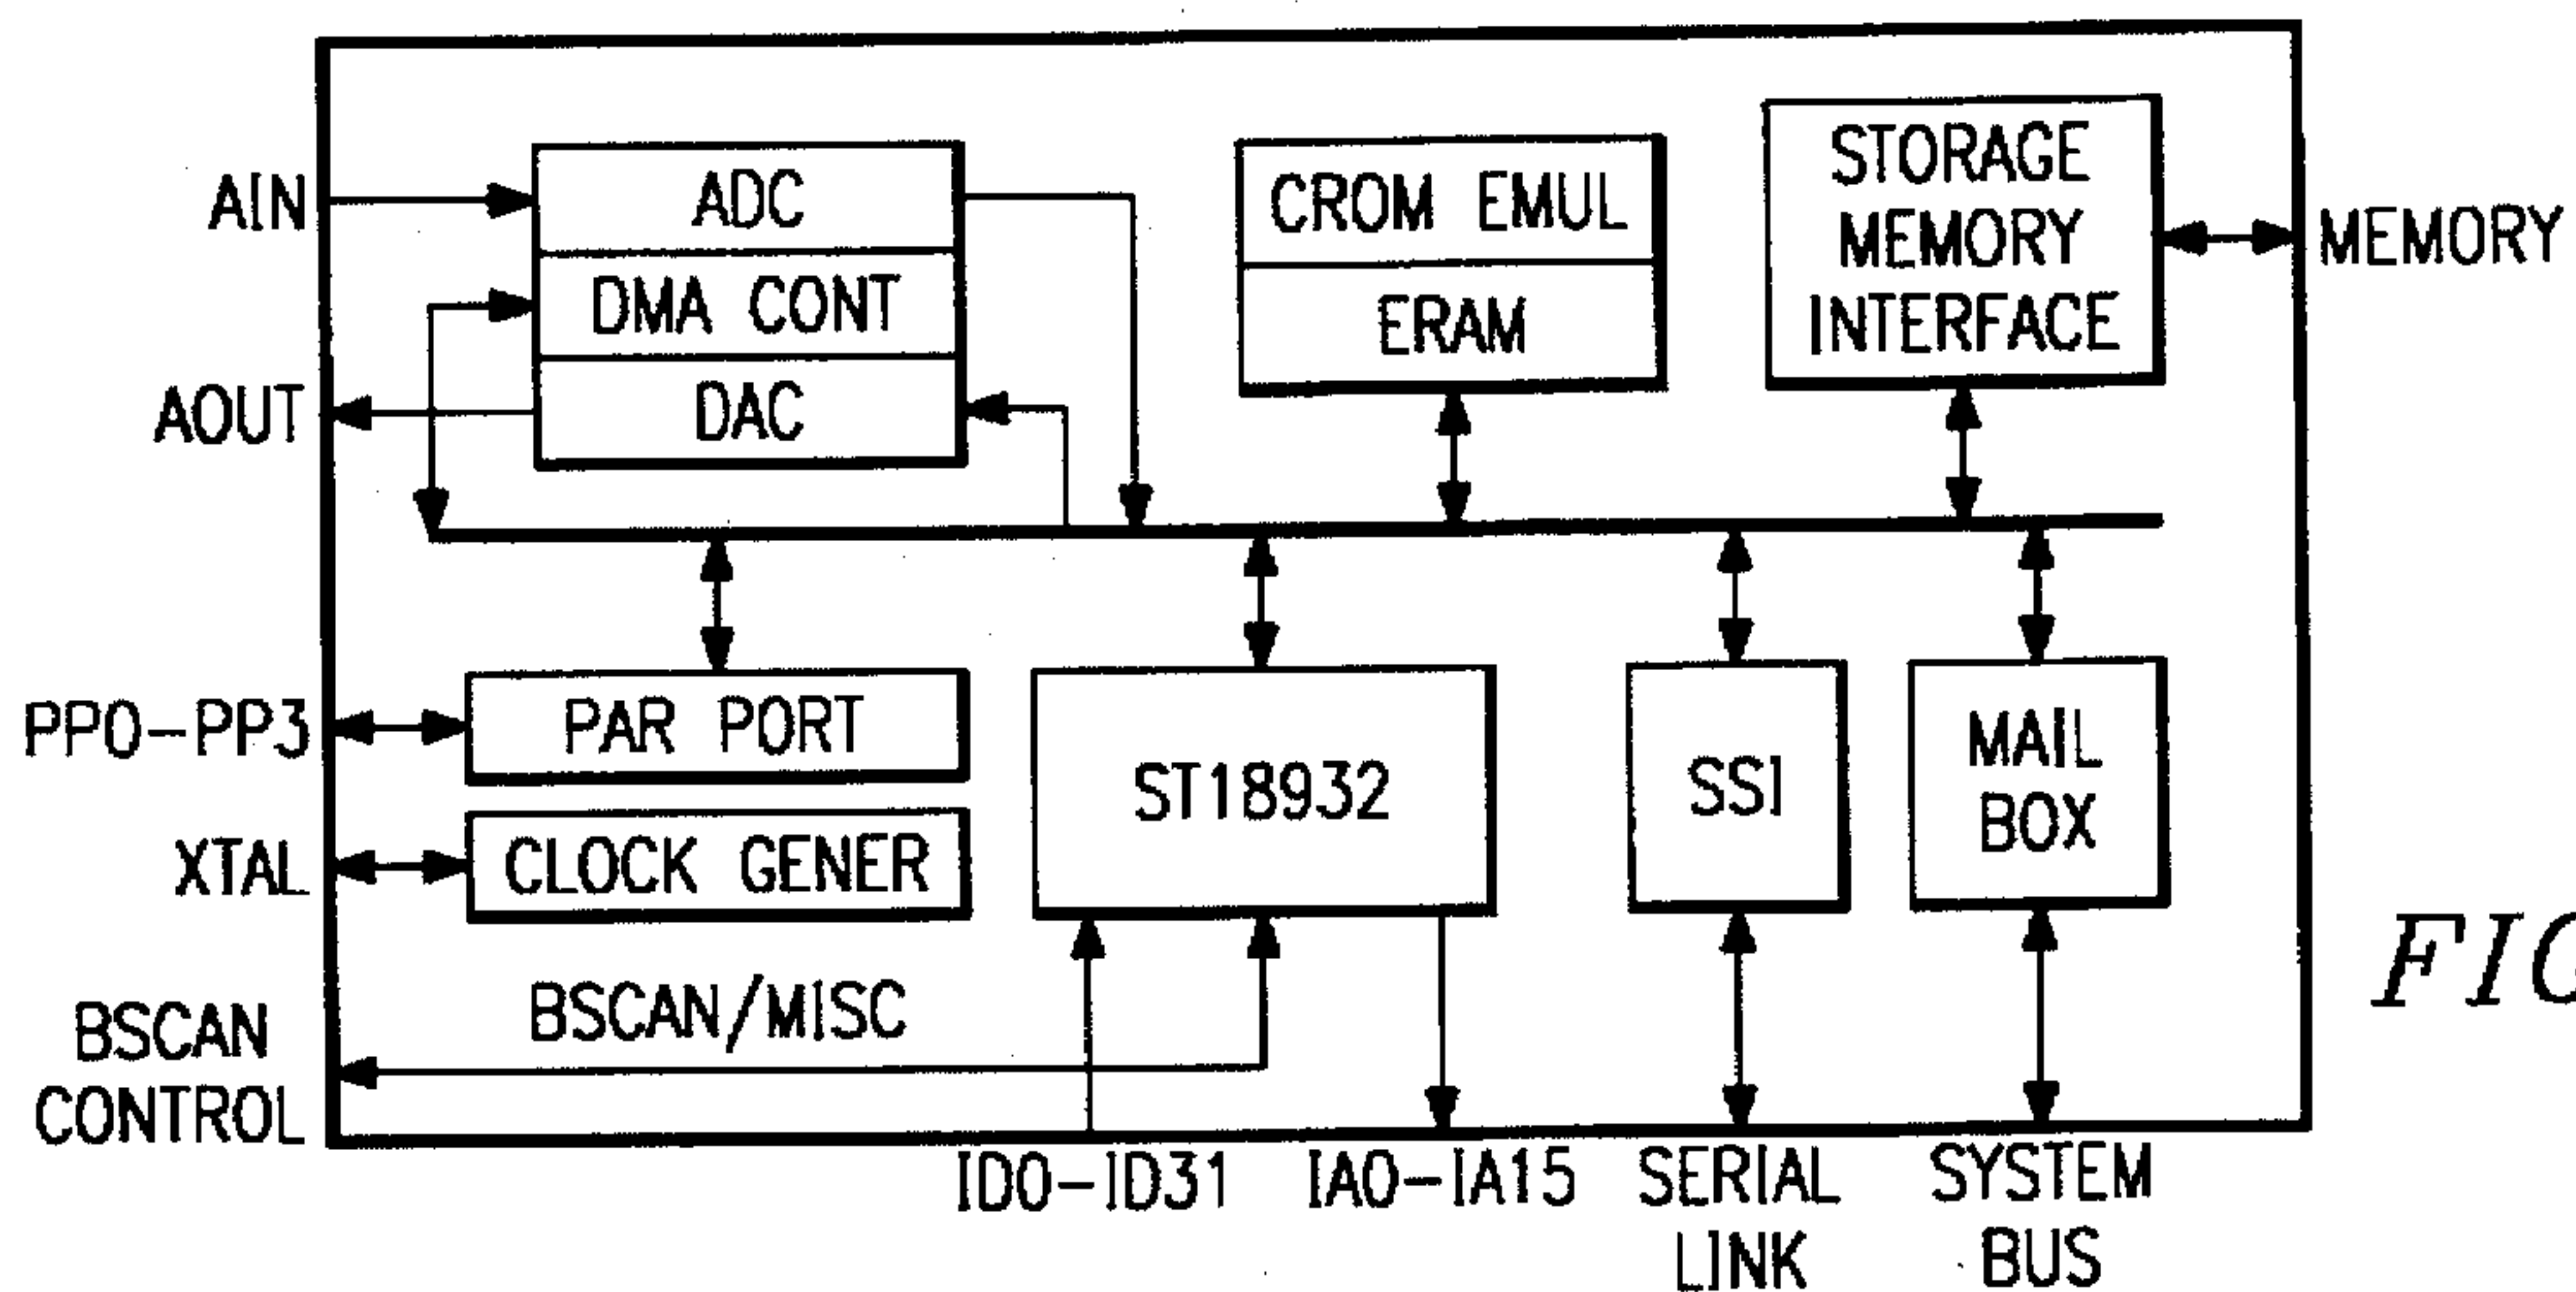 AIN
ADC
DMA CONT
DAC
AOUT
CROM EMUL
ERAM
STORAGE
MEMORY
INTERFACE
MEMORY
PP0-PP3
PAR PORT
XTAL
CLOCK GENER
ST18932
SSI
MAIL
BOX
BSCAN
CONTROL
BSCAN/MISC
ID0-ID31
IA0-IA15
SERIAL
LINK
SYSTEM
BUS